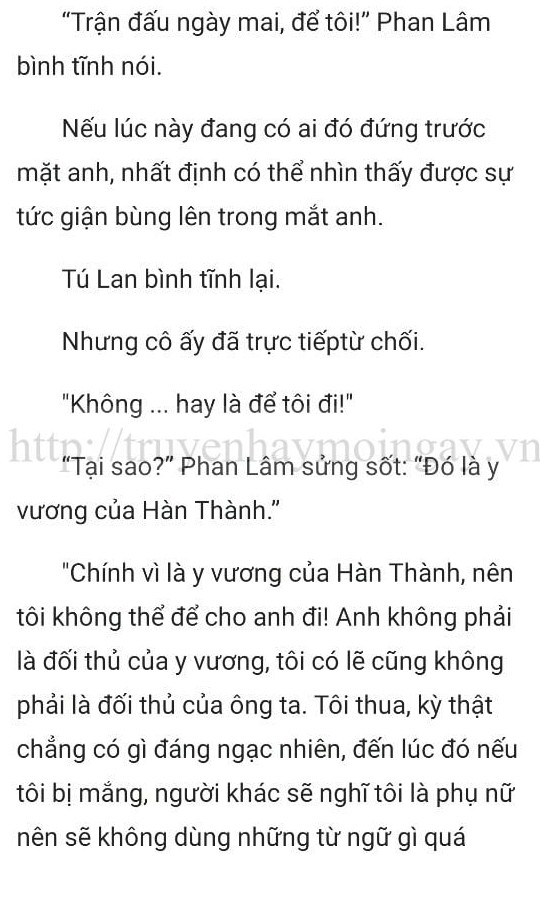 “Trận đấu ngày mai, để tôi!” Phan Lâm
bình tĩnh nói.
Nếu lúc này đang có ai đó đứng trước
mặt anh, nhất định có thể nhìn thấy được sự
tức giận bùng lên trong mắt anh.
Tú Lan bình tĩnh lại.
Nhưng cô ấy đã trực tiếptừ chối.
"Không ... hay là để tôi đi!"
http://truyenhaymoingay.vn
“Tại sao?” Phan Lâm sửng sốt: “Đó là y
vương của Hàn Thành.”
"Chính vì là y vương của Hàn Thành, nên
tôi không thể để cho anh đi! Anh không phải
là đối thủ của y vương, tôi có lẽ cũng không
phải là đối thủ của ông ta. Tôi thua, kỳ thật
chẳng có gì đáng ngạc nhiên, đến lúc đó nếu
tôi bị mắng, người khác sẽ nghĩ tôi là phụ nữ
nên sẽ không dùng những từ ngữ gì quá